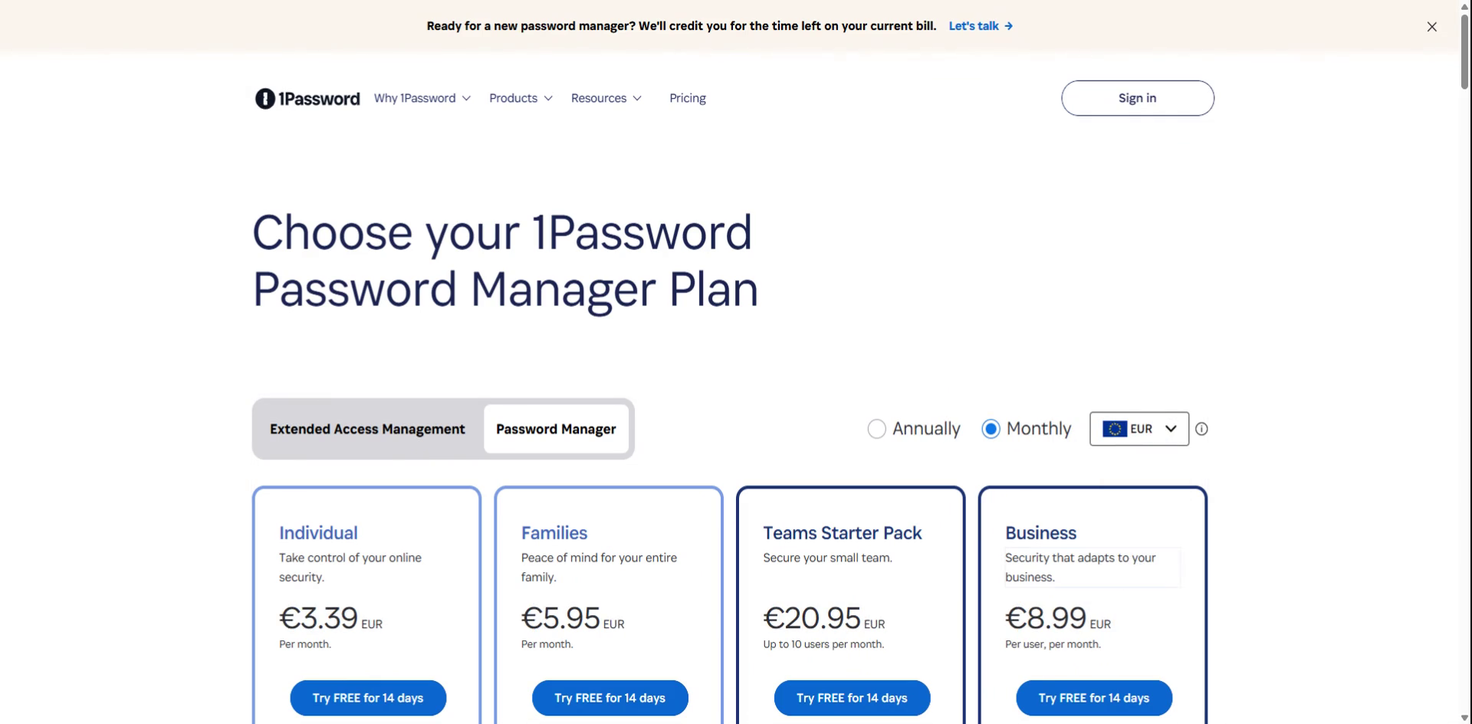 Ready for a new password manager? We'll credit you for the time left on your current bill. Let's talk →
1Password Why 1Password Products Resources Pricing Sign in
Choose your 1Password
Password Manager Plan
Extended Access Management Password Manager Annually Monthly EUR
Individual
Take control of your online
security.
€3.39 EUR
Per month.
Try FREE for 14 days
Families
Peace of mind for your entire
family.
€5.95 EUR
Per month.
Try FREE for 14 days
Teams Starter Pack
Secure your small team.
€20.95 EUR
Up to 10 users per month.
Try FREE for 14 days
Business
Security that adapts to your
business.
€8.99 EUR
Per user, per month.
Try FREE for 14 days